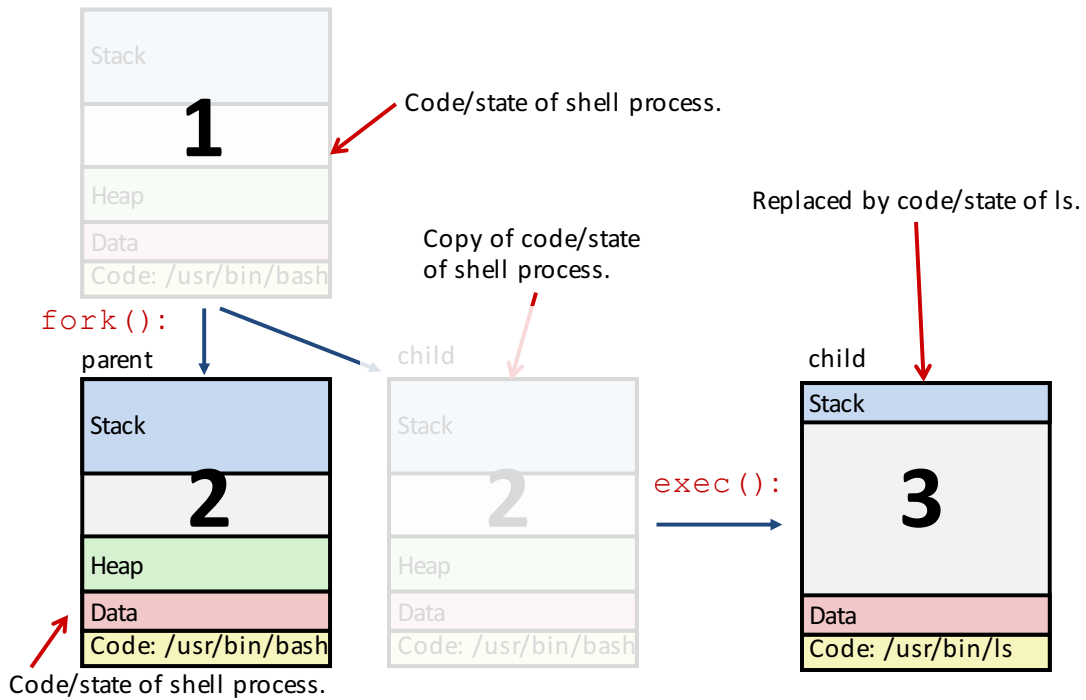 Stack
1
Code/state of shell process.
Heap
Data
Code: /usr/bin/bash
Replaced by code/state of ls.
Copy of code/state
of shell process.
fork():
parent
child
child
Stack
2
Heap
Data
Code: /usr/bin/bash
Code/state of shell process.
Stack
2
Heap
Data
Code: /usr/bin/bash
exec():
Stack
3
Data
Code: /usr/bin/ls